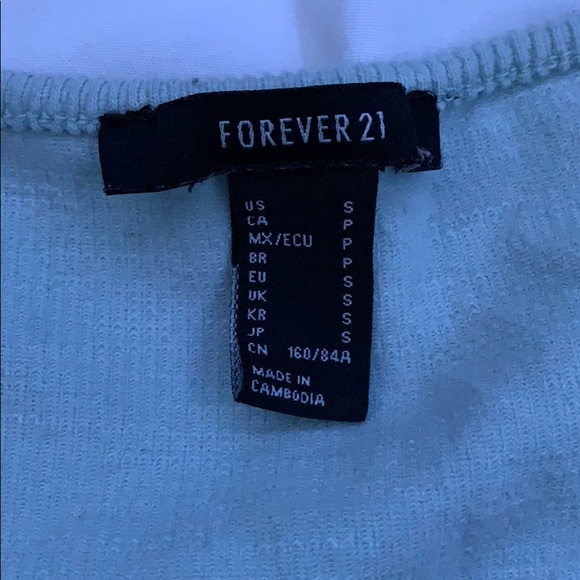 FOREVER 21
US S
CA P
MX/ECU P
BR P
EU S
UK S
KR S
JP S
CN 160/84A
MADE IN
CAMBODIA